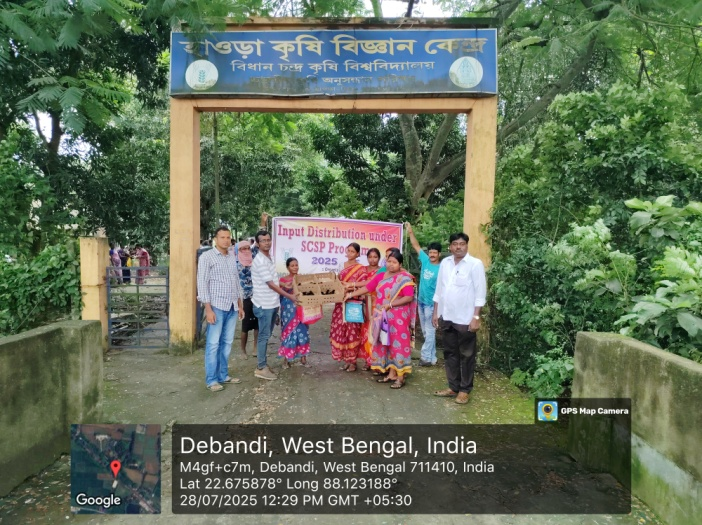 হাওড়া কৃষি বিজ্ঞান কেন্দ্র
বিধান চন্দ্র কৃষি বিশ্ববিদ্যালয়
Input Distribution under
SCSP
2025
GPS Map Camera
Debandi, West Bengal, India
M4gf+c7m, Debandi, West Bengal 711410, India
Lat 22.675878° Long 88.123188°
28/07/2025 12:29 PM GMT +05:30
Google